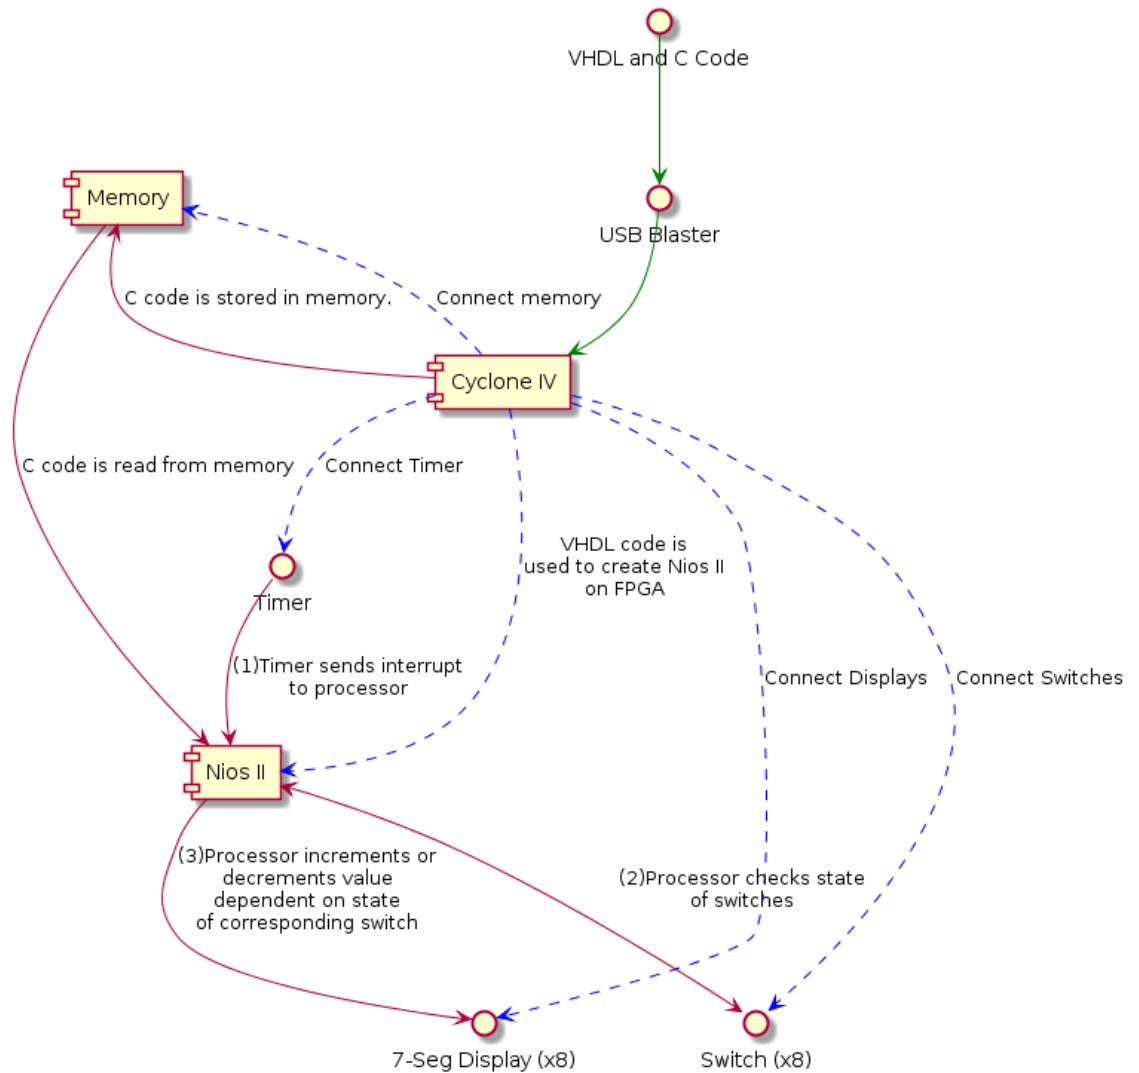 VHDL and C Code
Memory
USB Blaster
C code is stored in memory.
Connect memory
Cyclone IV
C code is read from memory
Connect Timer
VHDL code is
used to create Nios II
on FPGA
Timer
(1)Timer sends interrupt
to processor
Connect Displays
Connect Switches
Nios II
(3)Processor increments or
decrements value
dependent on state
of corresponding switch
(2)Processor checks state
of switches
7-Seg Display (x8)
Switch (x8)